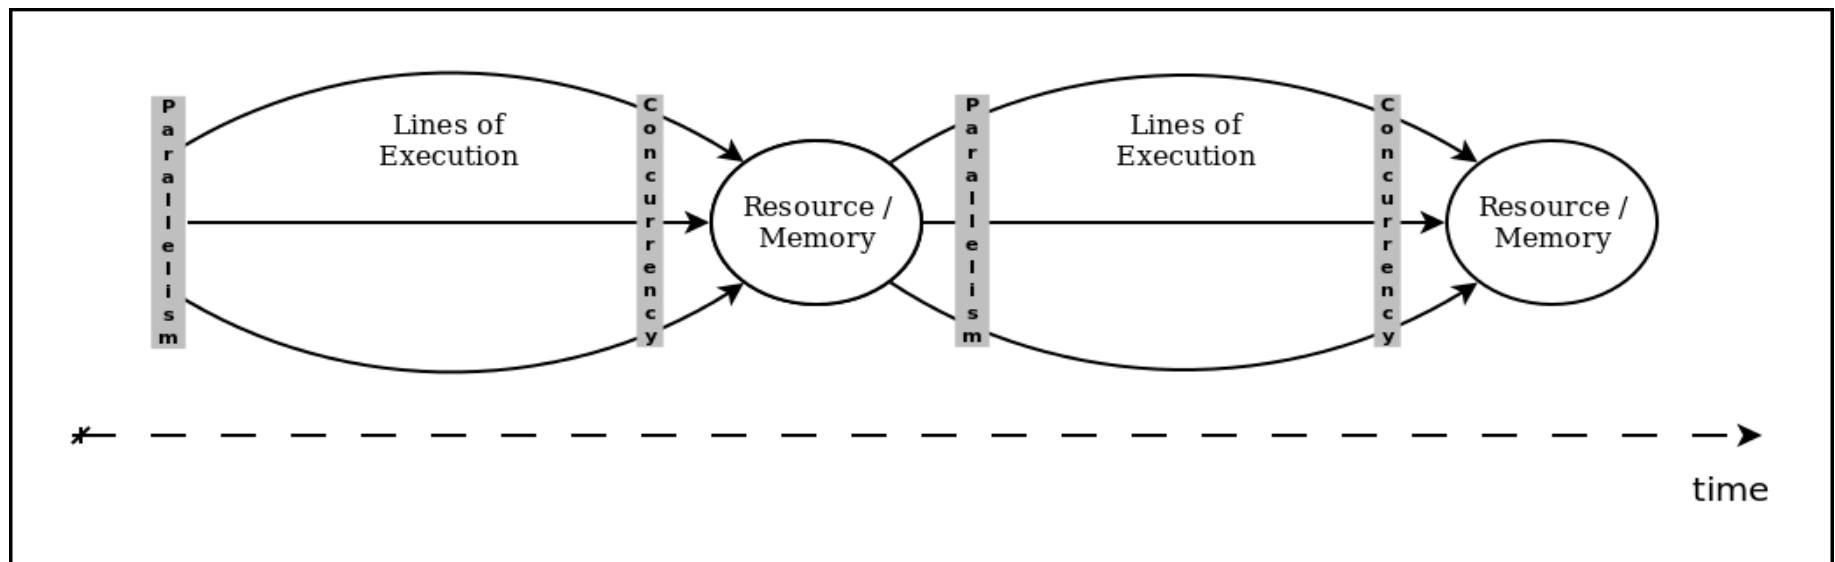 Parallelism
Lines of
Execution
Concurrency
Resource /
Memory
Parallelism
Lines of
Execution
Concurrency
Resource /
Memory
time